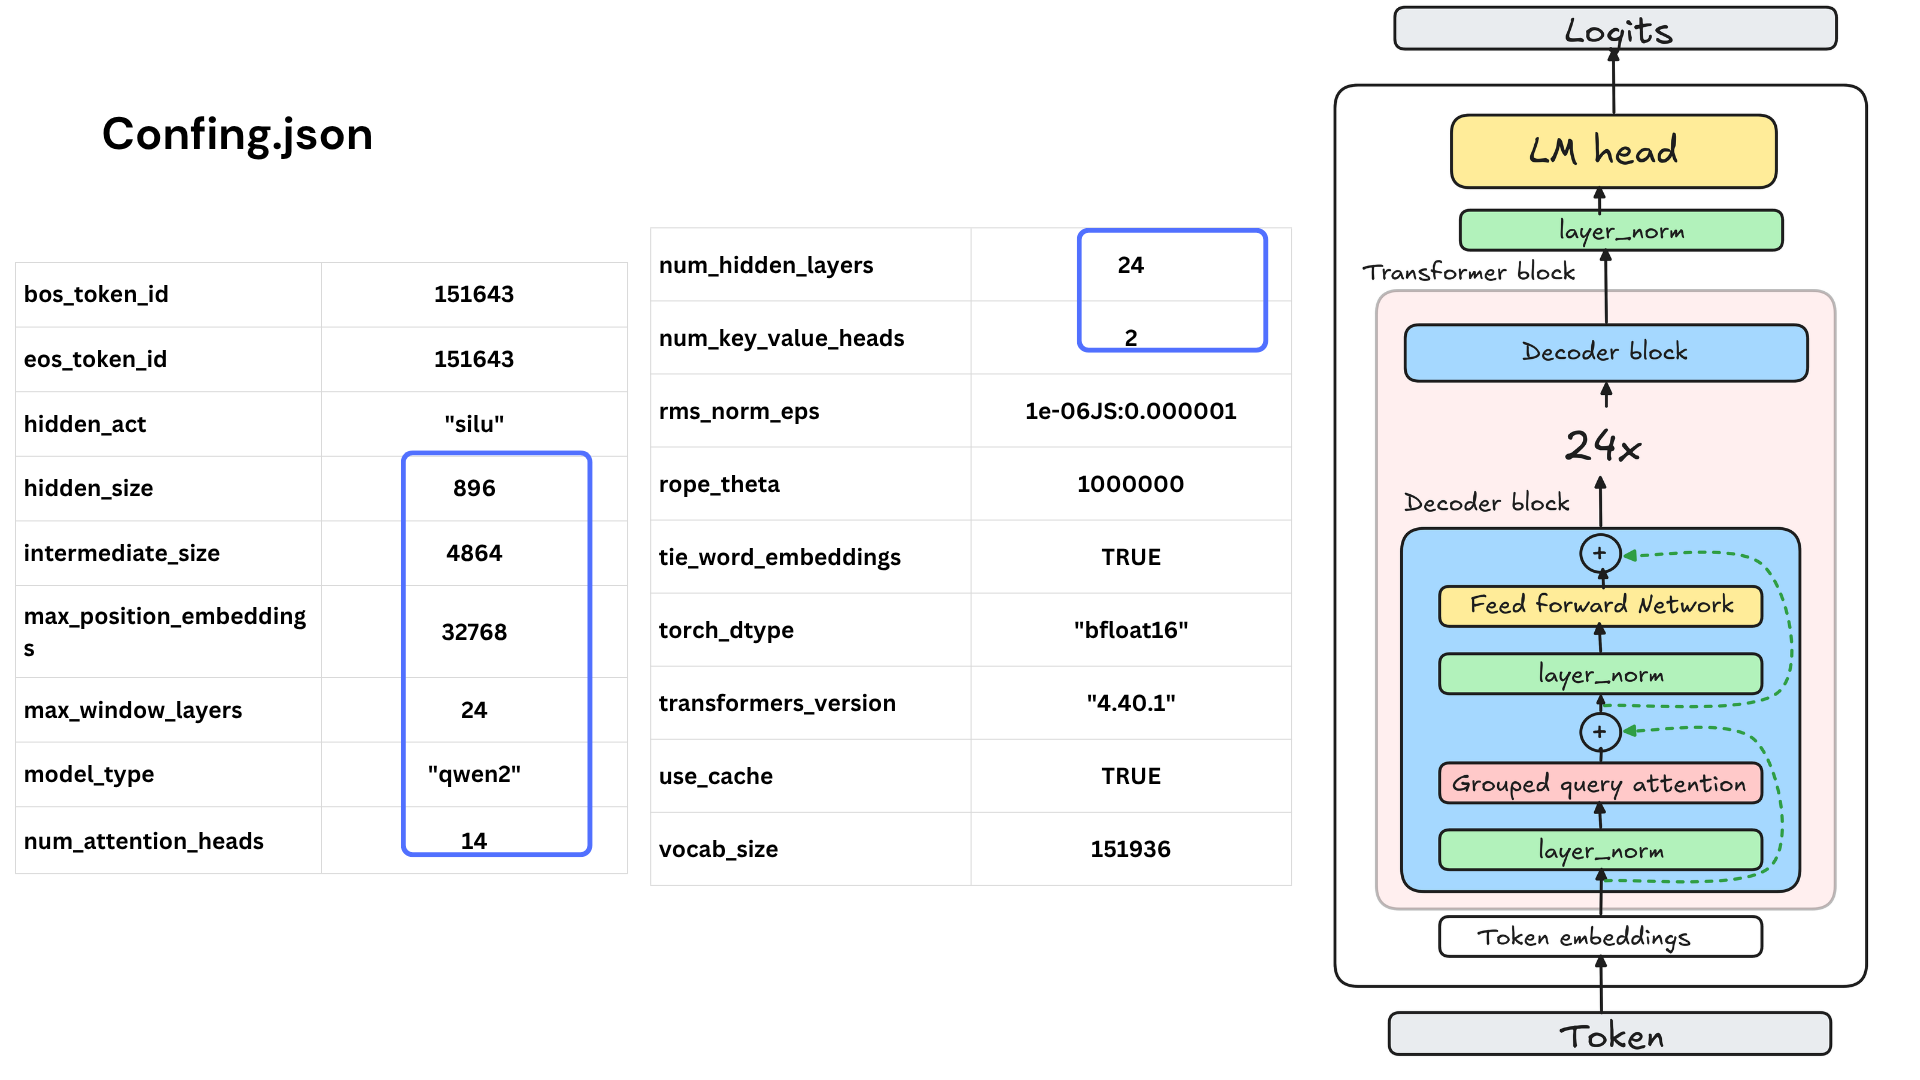 Confing.json
bos_token_id 151643
eos_token_id 151643
hidden_act "silu"
hidden_size 896
intermediate_size 4864
max_position_embedding
s 32768
max_window_layers 24
model_type "qwen2"
num_attention_heads 14
num_hidden_layers 24
num_key_value_heads 2
rms_norm_eps 1e-06JS:0.000001
rope_theta 1000000
tie_word_embeddings TRUE
torch_dtype "bfloat16"
transformers_version "4.40.1"
use_cache TRUE
vocab_size 151936
Logits
LM head
layer_norm
Transformer block
Decoder block
24x
Decoder block
+
Feed forward Network
layer_norm
+
Grouped query attention
layer_norm
Token embeddings
Token